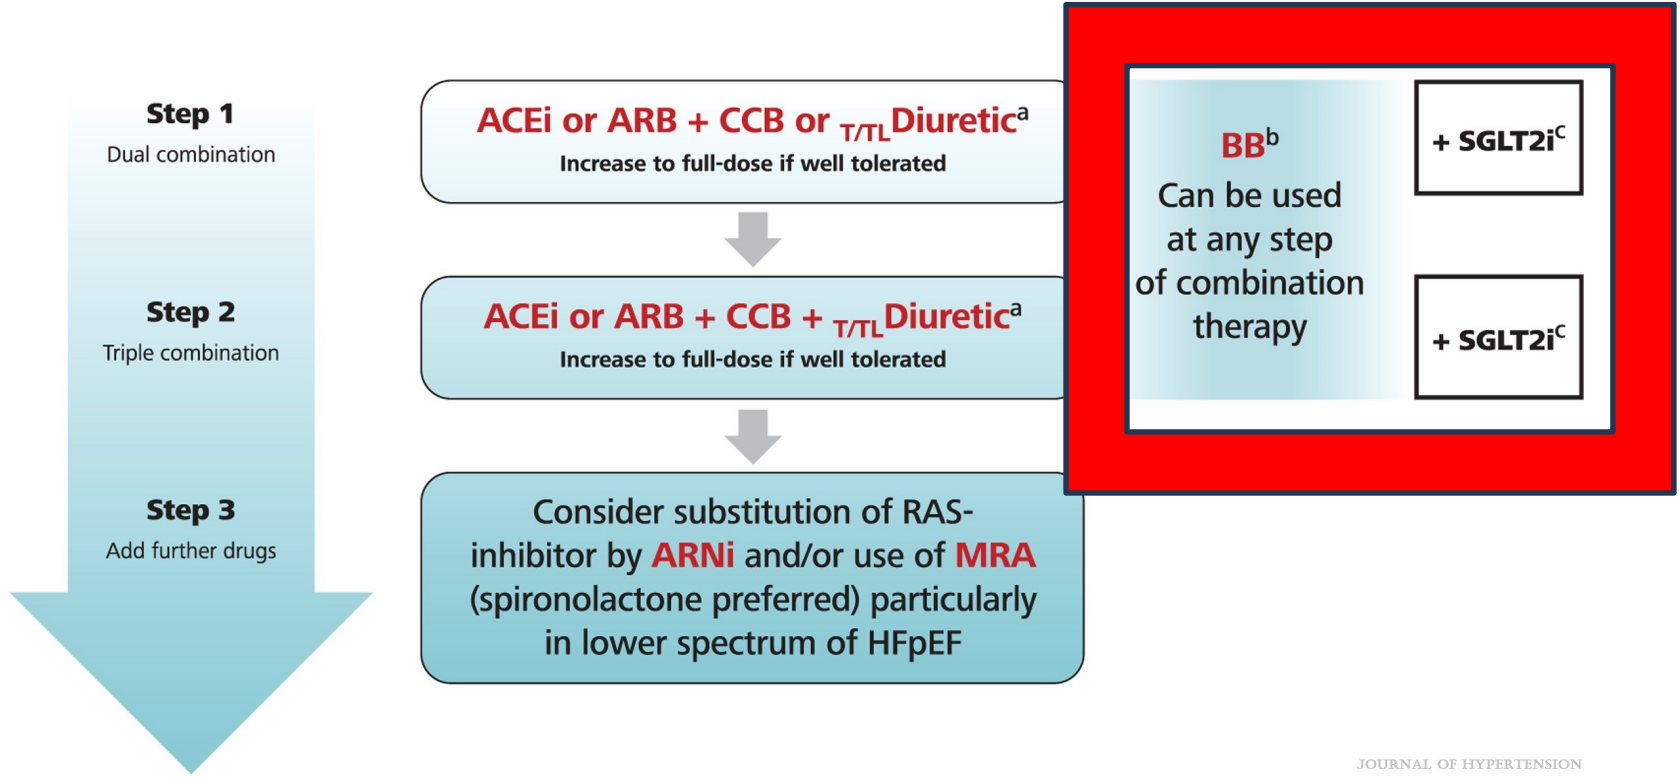 Step 1
Dual combination
ACEi or ARB + CCB or T/TLDiuretica
Increase to full-dose if well tolerated
Step 2
Triple combination
ACEi or ARB + CCB + T/TLDiuretica
Increase to full-dose if well tolerated
Step 3
Add further drugs
Consider substitution of RAS-
inhibitor by ARNi and/or use of MRA
(spironolactone preferred) particularly
in lower spectrum of HFpEF
BBb
Can be used
at any step
of combination
therapy
+ SGLT2iC
+ SGLT2iC
JOURNAL OF HYPERTENSION